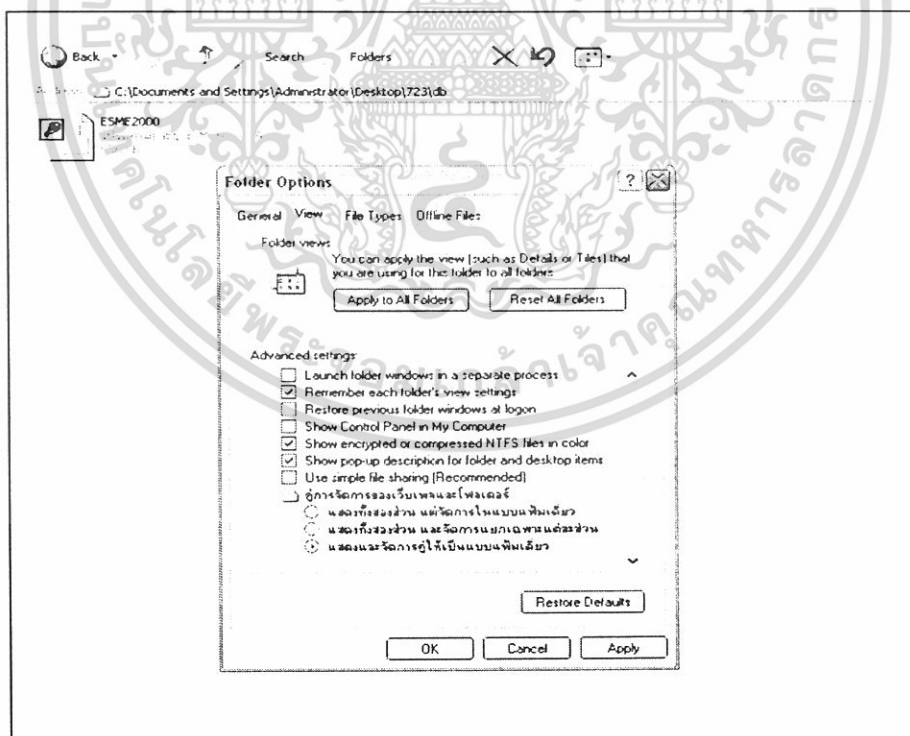 Back
Search
Folders
C:\Documents and Settings\Administrator\Desktop\723\db
ESME2000
Folder Options
General View File Types Offline Files
Folder views
You can apply the view (such as Details or Tiles) that
you are using for this folder to all folders.
Apply to All Folders
Reset All Folders
Advanced settings:
Launch folder windows in a separate process
Remember each folder's view settings
Restore previous folder windows at logon
Show Control Panel in My Computer
Show encrypted or compressed NTFS files in color
Show pop-up description for folder and desktop items
Use simple file sharing (Recommended)
คู่การจัดการของเว็บเพจและโฟลเดอร์
แสดงทั้งสองส่วน แต่จัดการในแบบแฟ้มเดียว
แสดงทั้งสองส่วน และจัดการแยกเฉพาะแต่ละส่วน
แสดงและจัดการคู่ให้เป็นแบบแฟ้มเดียว
Restore Defaults
OK
Cancel
Apply